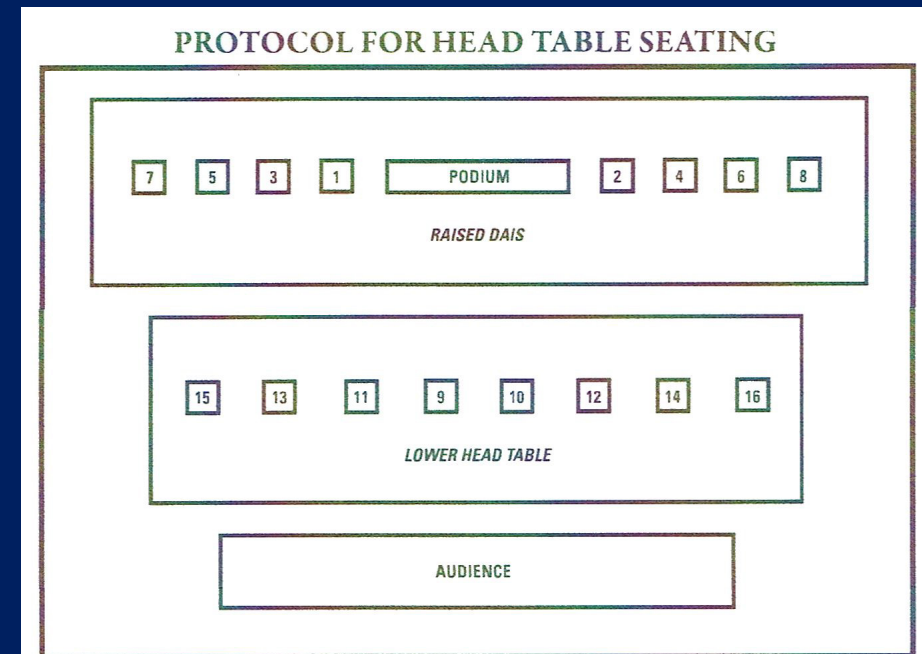 PROTOCOL FOR HEAD TABLE SEATING
7 5 3 1 PODIUM 2 4 6 8
RAISED DAIS
15 13 11 9 10 12 14 16
LOWER HEAD TABLE
AUDIENCE